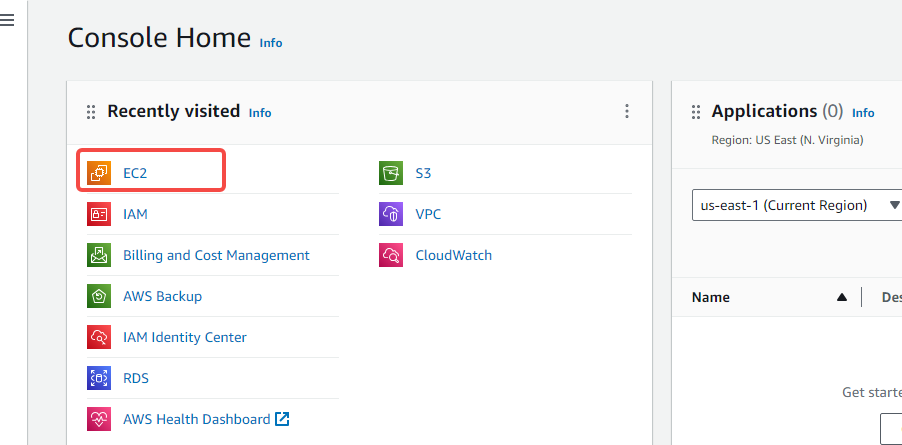 Console Home Info
Recently visited Info
EC2
IAM
Billing and Cost Management
AWS Backup
IAM Identity Center
RDS
AWS Health Dashboard
S3
VPC
CloudWatch
Applications (0) Info
Region: US East (N. Virginia)
us-east-1 (Current Region)
Name
Get